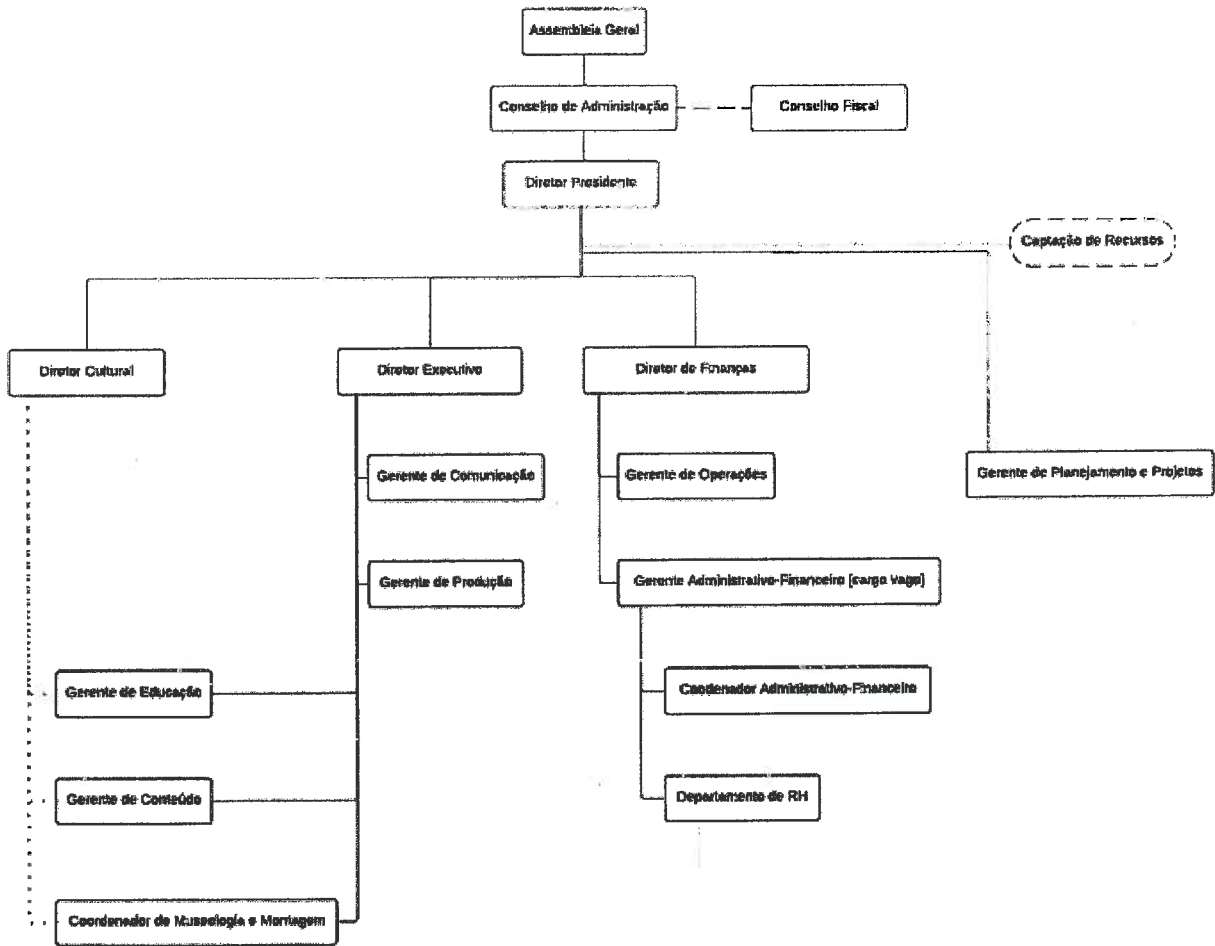 Assembleia Geral
Conselho de Administração
Conselho Fiscal
Diretor Presidente
Captação de Recursos
Diretor Cultural
Diretor Executivo
Diretor de Finanças
Gerente de Comunicação
Gerente de Operações
Gerente de Planejamento e Projetos
Gerente de Produção
Gerente Administrativo-Financeiro [cargo vago]
Gerente de Educação
Coodenador Administrativo-Financeiro
Gerente de Conteúdo
Departamento de RH
Coordenador de Museologia e Montagem